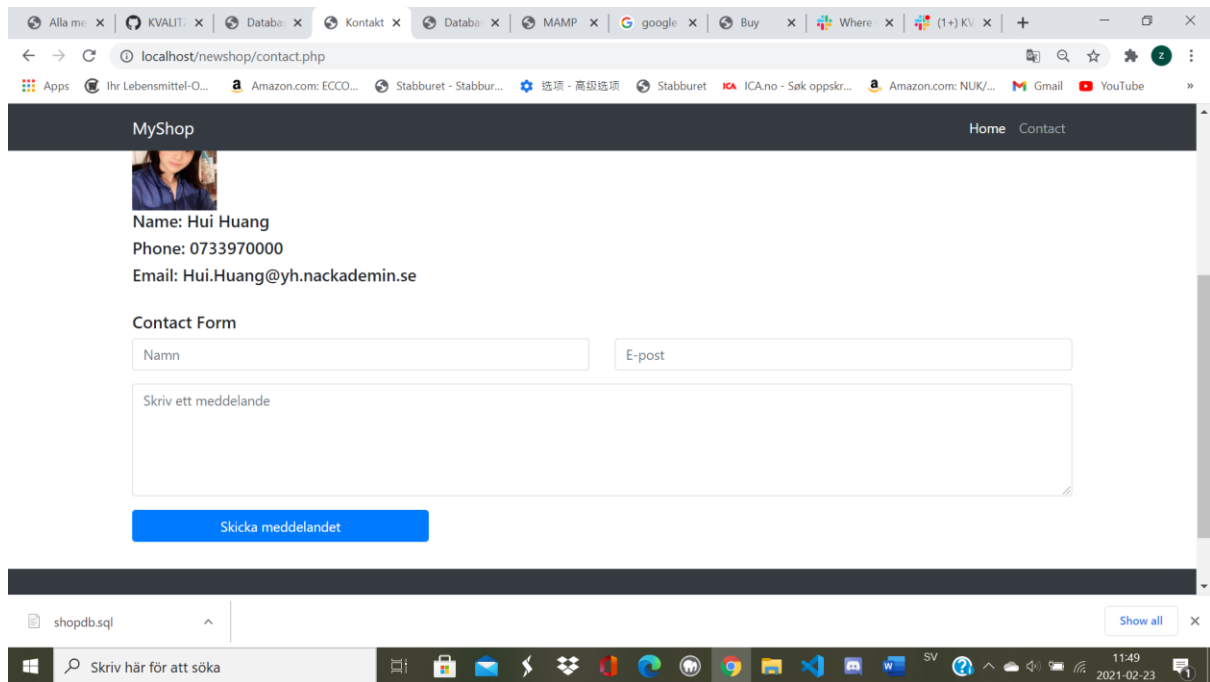 Alla me KVALIT Databa Kontakt Databa MAMP google Buy Where (1+) KV
localhost/newshop/contact.php
Apps Ihr Lebensmittel-O... Amazon.com: ECCO... Stabburet - Stabbur... 选项 - 高级选项 Stabburet ICA ICA.no - Søk oppskr... Amazon.com: NUK/... Gmail YouTube »
MyShop Home Contact
Name: Hui Huang
Phone: 0733970000
Email: Hui.Huang@yh.nackademin.se
Contact Form
Namn E-post
Skriv ett meddelande
Skicka meddelandet
shopdb.sql Show all
Skriv här för att söka SV 11:49
2021-02-23